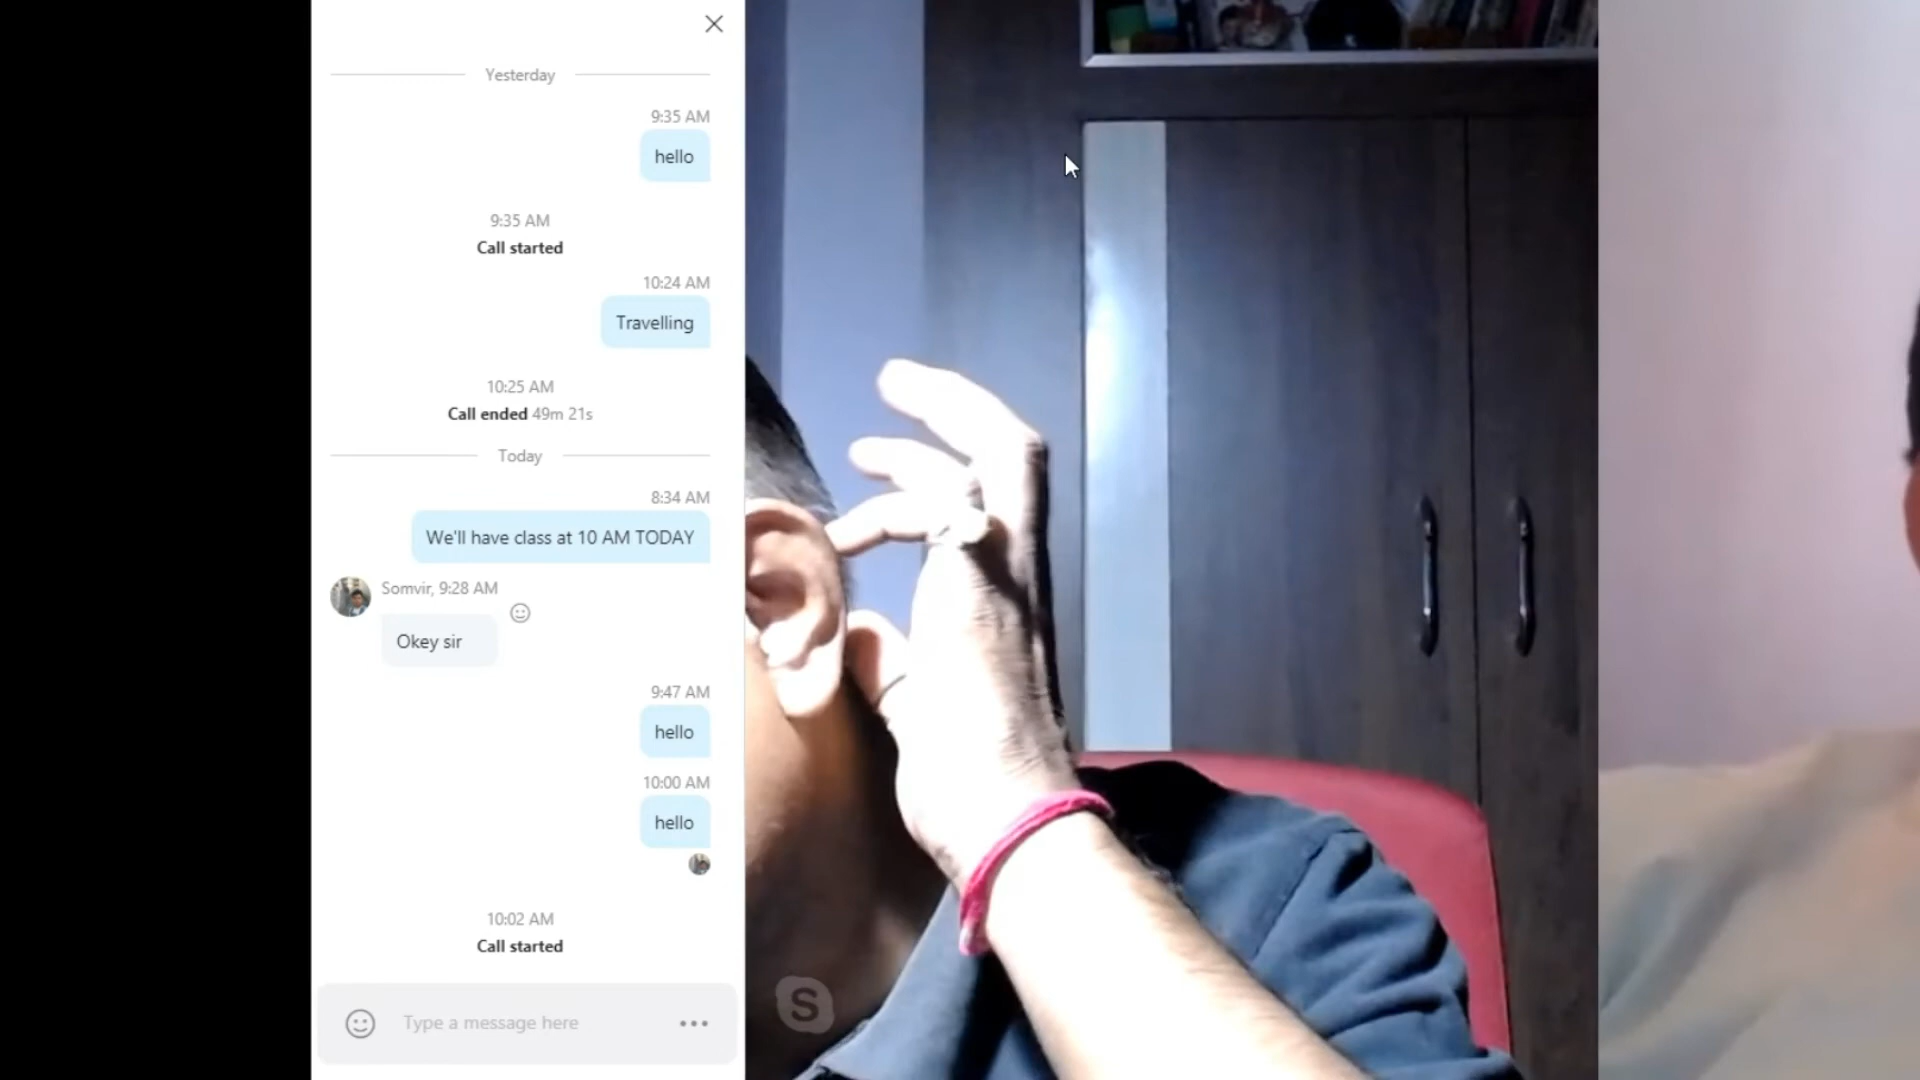 Yesterday
9:35 AM
hello
9:35 AM
Call started
10:24 AM
Travelling
10:25 AM
Call ended 49m 21s
Today
8:34 AM
We'll have class at 10 AM TODAY
Somvir, 9:28 AM
Okey sir
9:47 AM
hello
10:00 AM
hello
10:02 AM
Call started
Type a message here